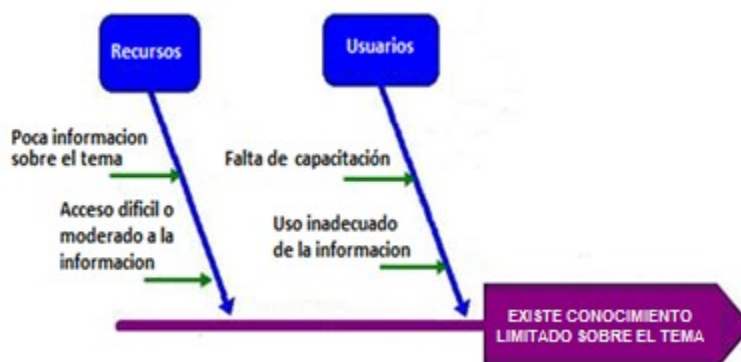 Recursos
Usuarios
Poca informacion
sobre el tema
Falta de capacitación
Acceso dificil o
moderado a la
informacion
Uso inadecuado
de la informacion
EXISTE CONOCIMIENTO
LIMITADO SOBRE EL TEMA